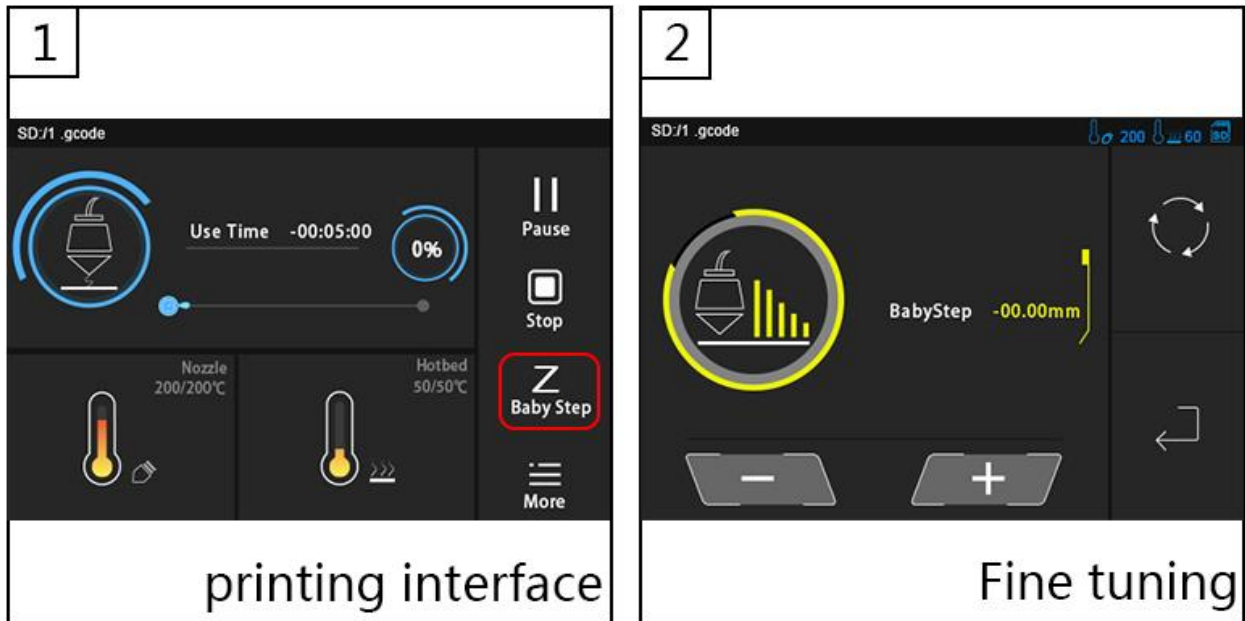 1
SD:/1 .gcode
Use Time -00:05:00
0%
Pause
Stop
Z
Baby Step
More
Nozzle
200/200℃
Hotbed
50/50℃
printing interface
2
SD:/1 .gcode
200 60 SD
BabyStep -00.00mm
− +
Fine tuning